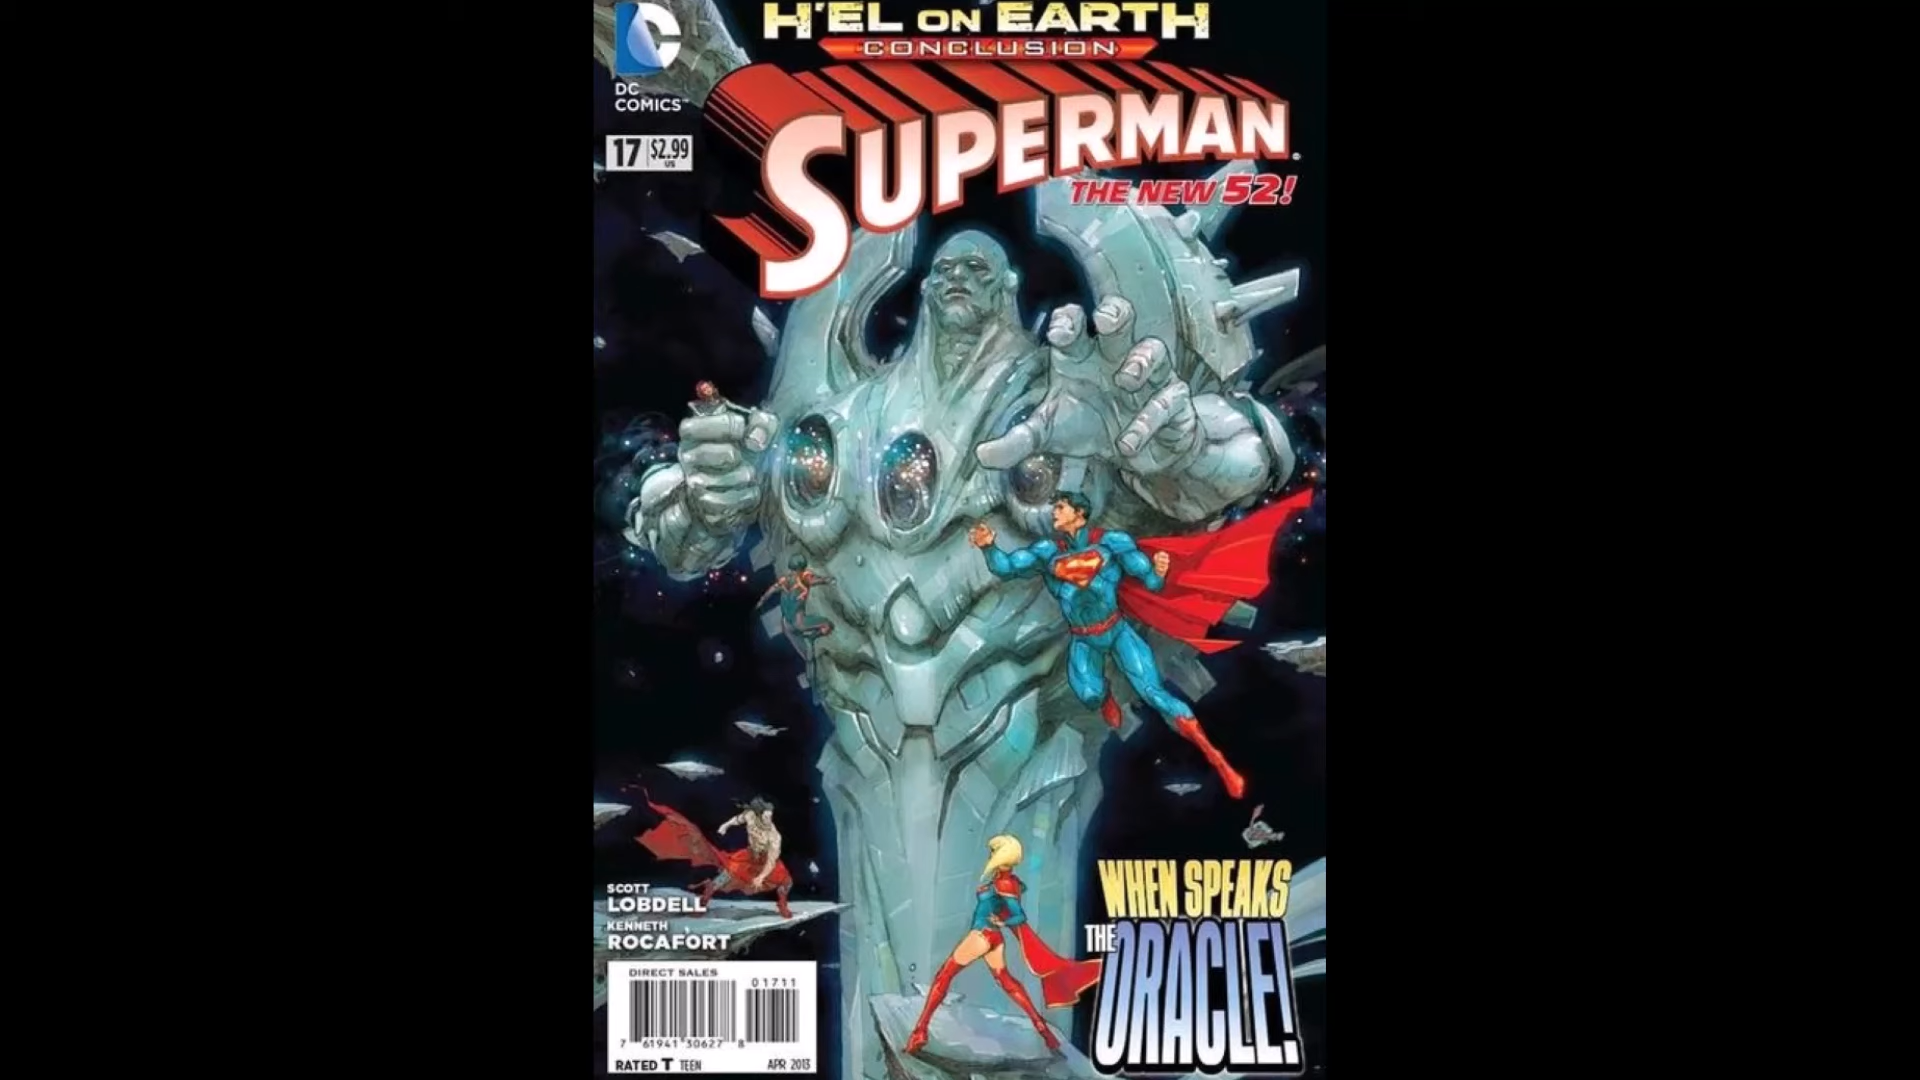 H'EL ON EARTH
CONCLUSION
DC
COMICS™
17 $2.99
US
SUPERMAN
THE NEW 52!
SCOTT
LOBDELL
KENNETH
ROCAFORT
WHEN SPEAKS
THE ORACLE!
DIRECT SALES
01711
7 61941 30627 8
RATED T TEEN APR 2013